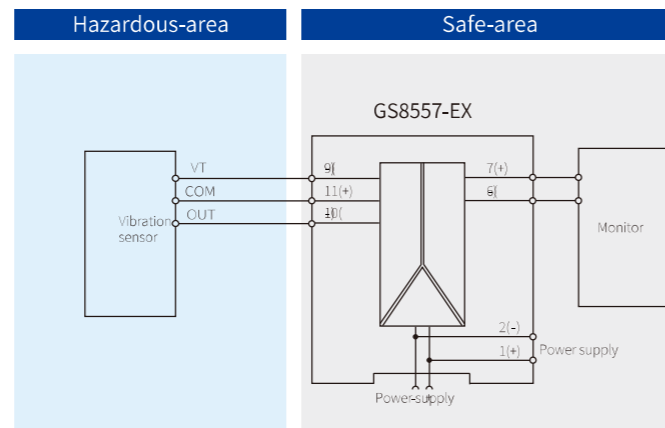 Hazardous-area
Safe-area
GS8557-EX
VT
9(
7(+)
COM
11(+)
6(
OUT
10(
Vibration
sensor
Monitor
2(-)
1(+)
Power supply
Power-supply